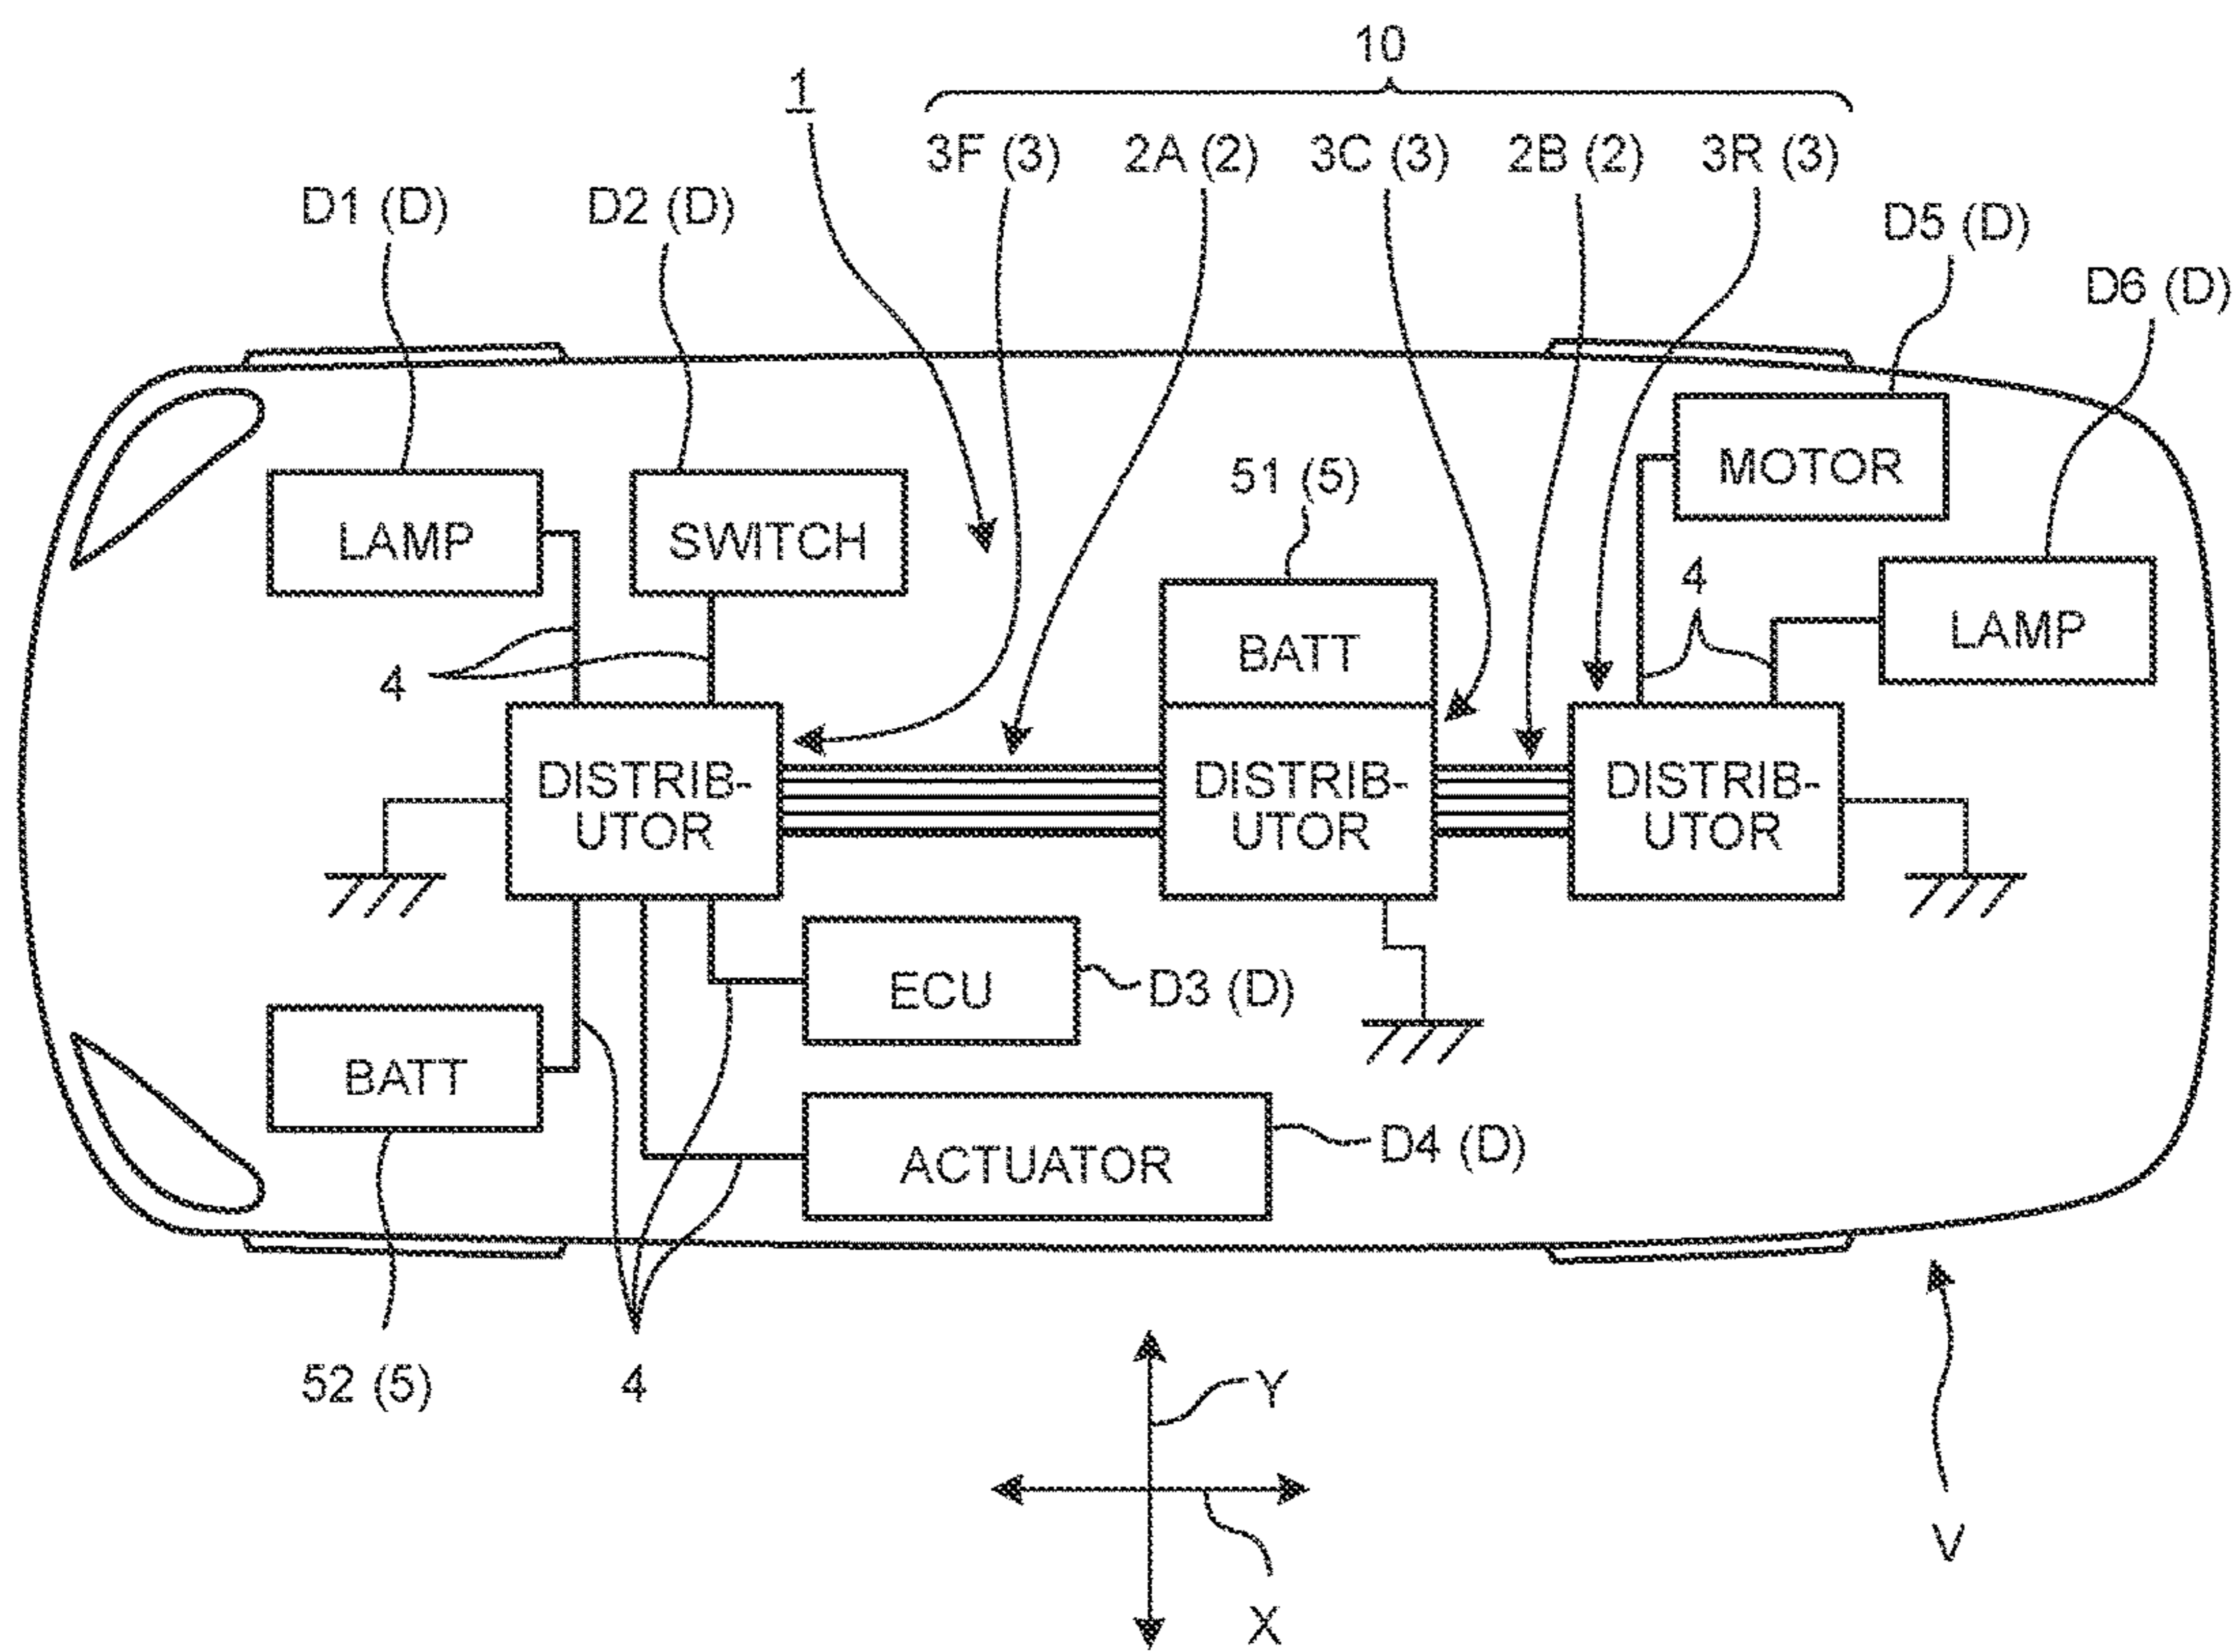 10
1
3F (3) 2A (2) 3C (3) 2B (2) 3R (3)
D1 (D) D2 (D) D5 (D)
D6 (D)
MOTOR
51 (5)
LAMP SWITCH
4
BATT LAMP
4
DISTRIB-
UTOR
DISTRIB-
UTOR
DISTRIB-
UTOR
ECU D3 (D)
BATT
ACTUATOR D4 (D)
52 (5) 4 Y
V
X